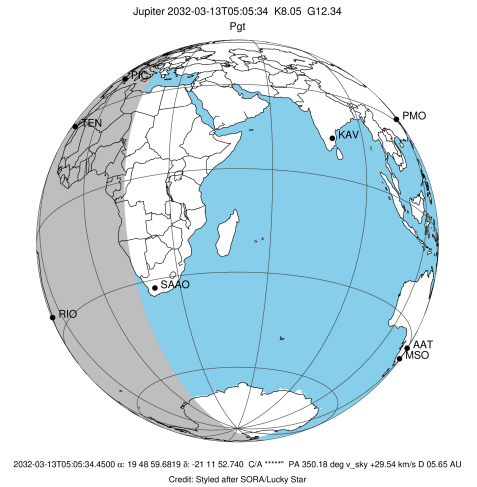 Jupiter 2032-03-13T05:05:34 K8.05 G12.34
Pgt
PIC
TEN
PMO
KAV
SAAO
RIO
AAT
MSO
2032-03-13T05:05:34.4500 α: 19 48 59.6819 δ: -21 11 52.740 C/A *****" PA 350.18 deg v_sky +29.54 km/s D 05.65 AU
Credit: Styled after SORA/Lucky Star